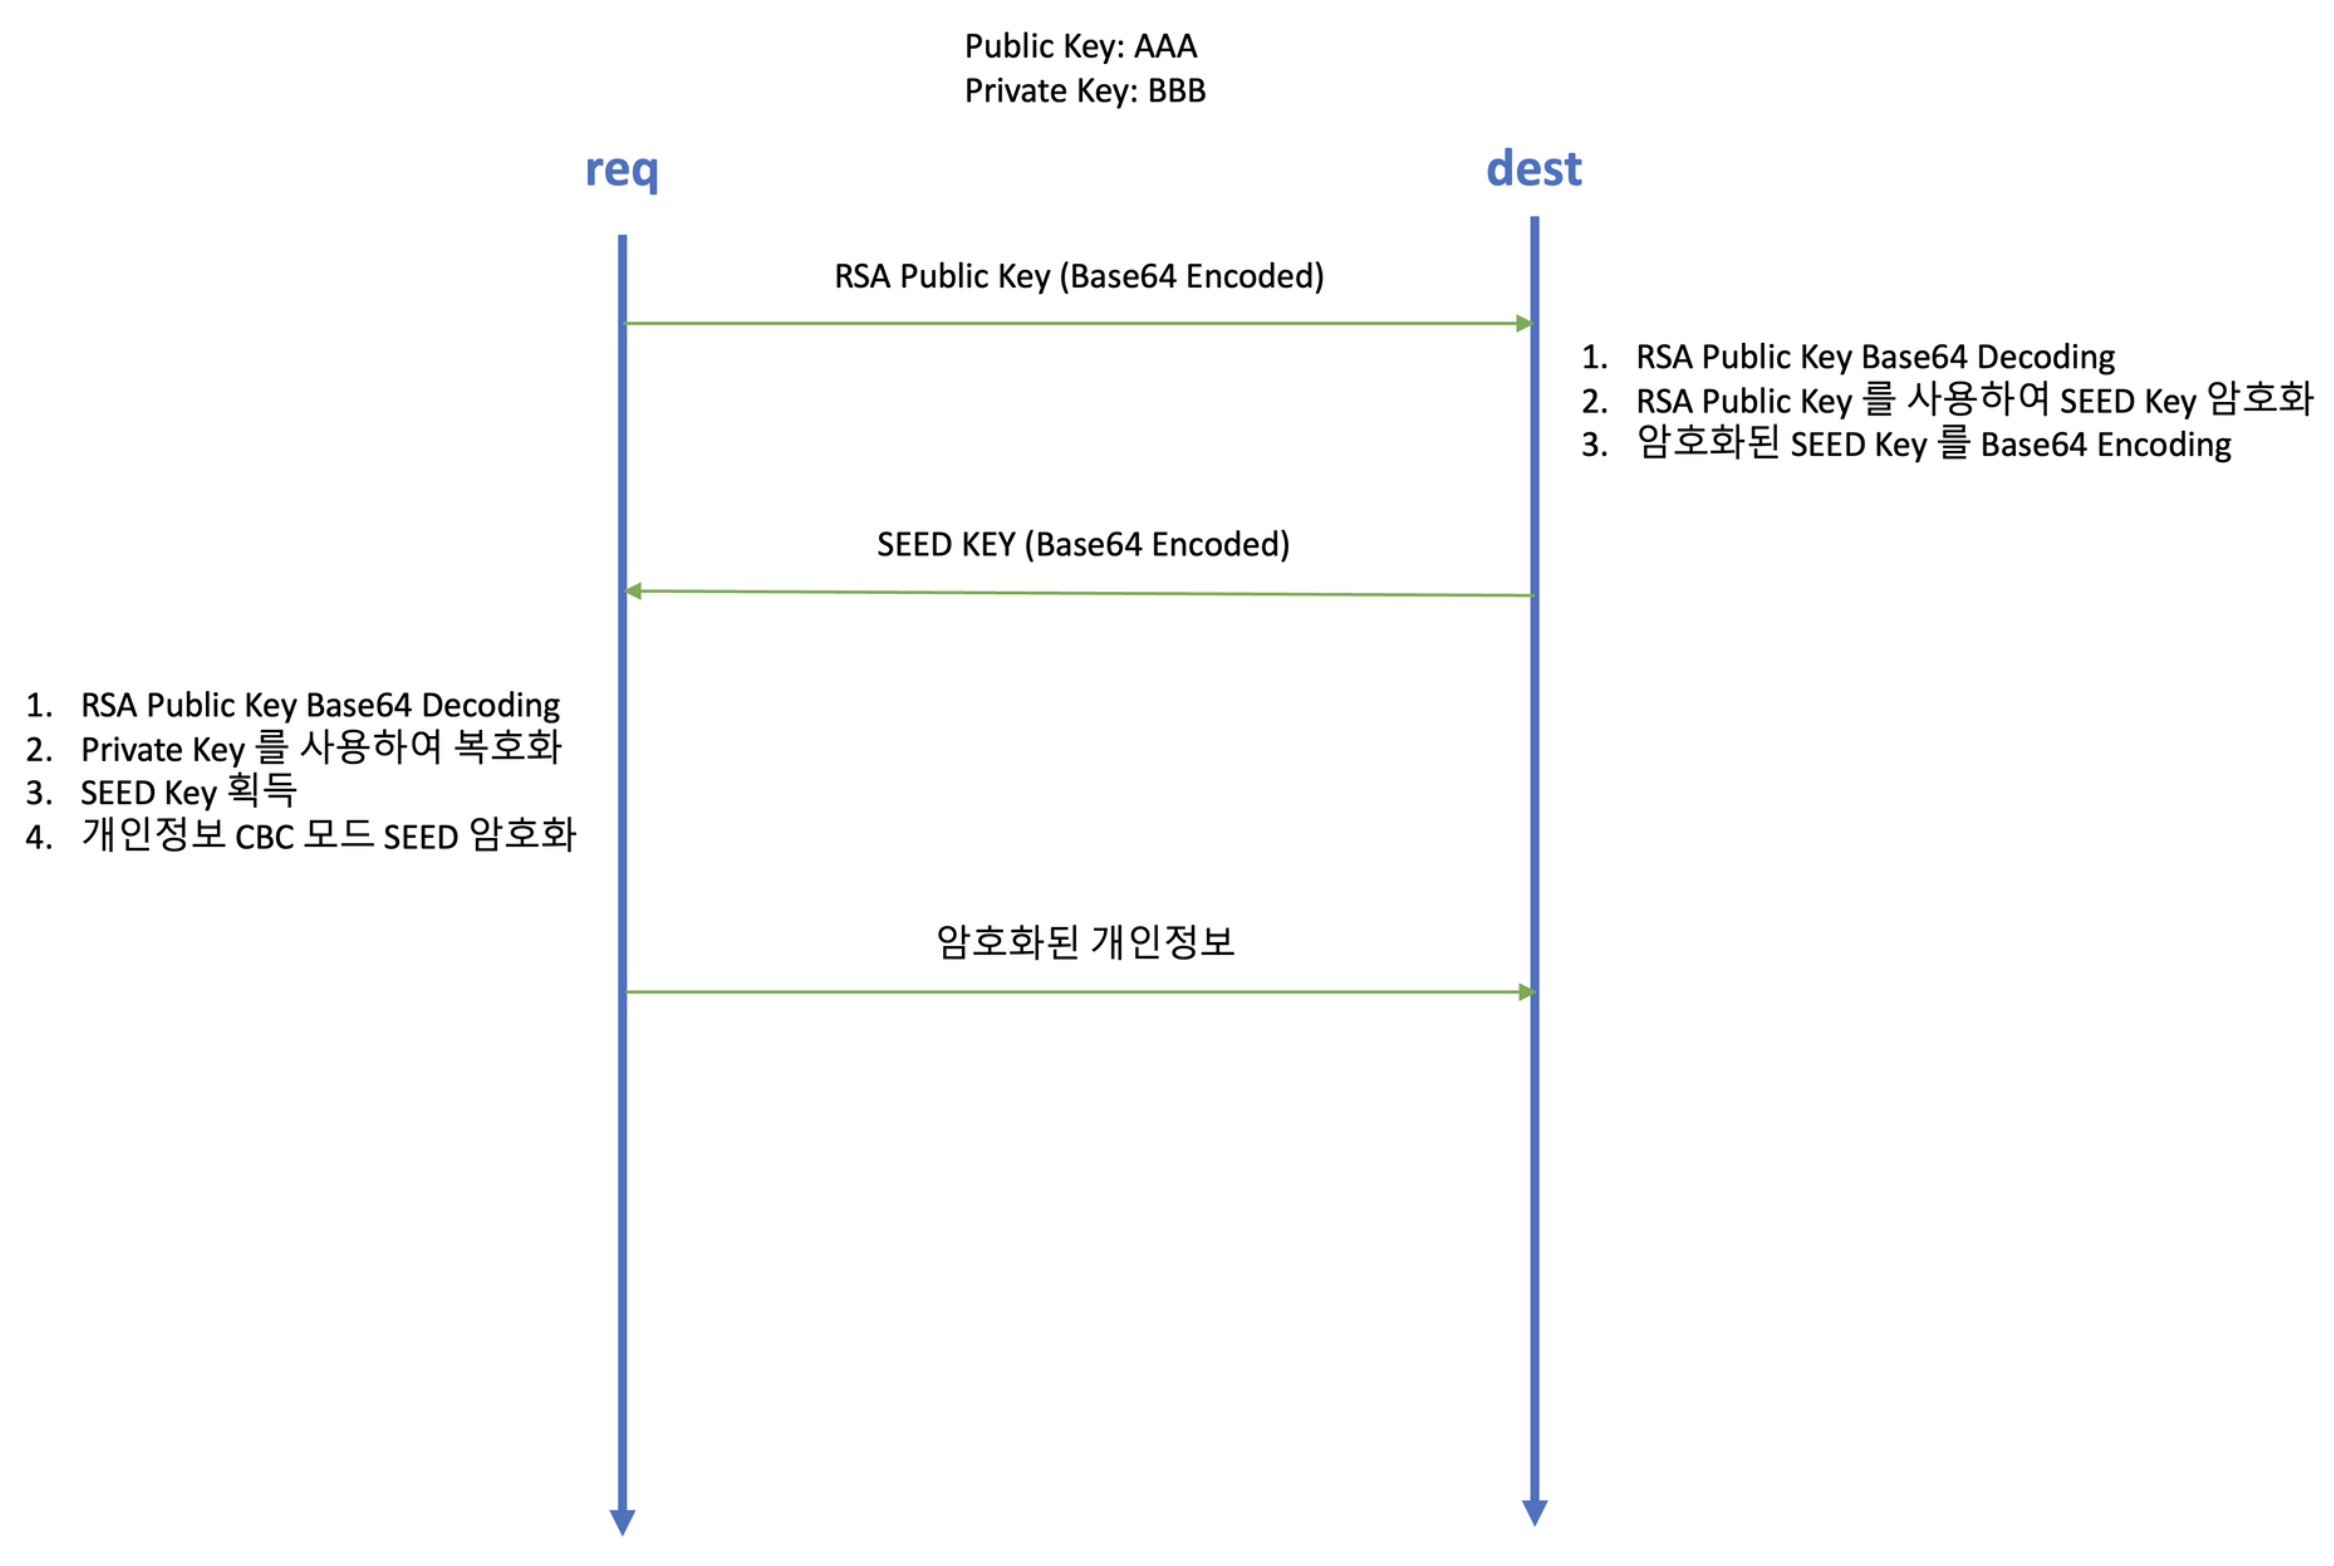 Public Key: AAA
Private Key: BBB
req
dest
RSA Public Key (Base64 Encoded)
1. RSA Public Key Base64 Decoding
2. RSA Public Key 를 사용하여 SEED Key 암호화
3. 암호화된 SEED Key 를 Base64 Encoding
SEED KEY (Base64 Encoded)
1. RSA Public Key Base64 Decoding
2. Private Key 를 사용하여 복호화
3. SEED Key 획득
4. 개인정보 CBC 모드 SEED 암호화
암호화된 개인정보